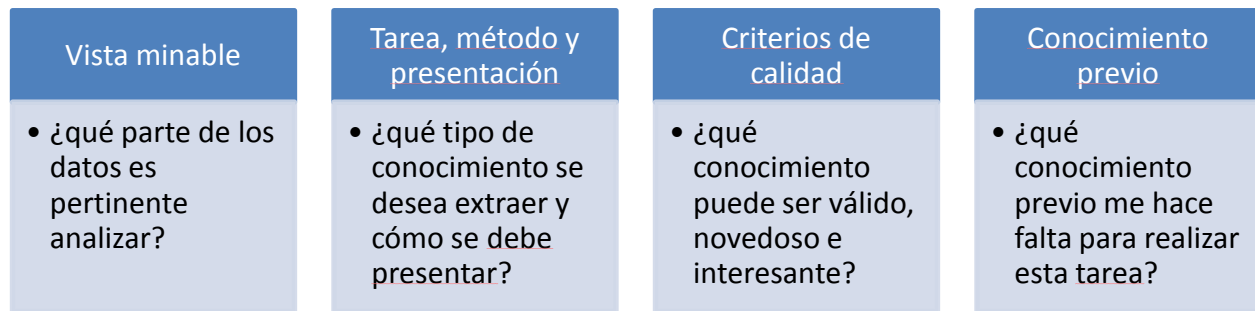 Vista minable
• ¿qué parte de los
datos es
pertinente
analizar?
Tarea, método y
presentación
• ¿qué tipo de
conocimiento se
desea extraer y
cómo se debe
presentar?
Criterios de
calidad
• ¿qué
conocimiento
puede ser válido,
novedoso e
interesante?
Conocimiento
previo
• ¿qué
conocimiento
previo me hace
falta para realizar
esta tarea?